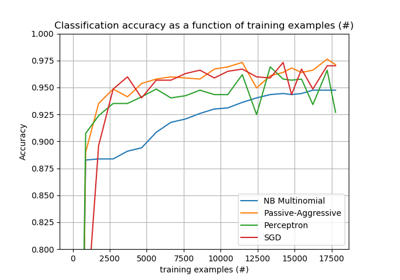 Classification accuracy as a function of training examples (#)
1.000
0.975
0.950
0.925
0.900
0.875
0.850
0.825
0.800
Accuracy
NB Multinomial
Passive-Aggressive
Perceptron
SGD
0 2500 5000 7500 10000 12500 15000 17500
training examples (#)